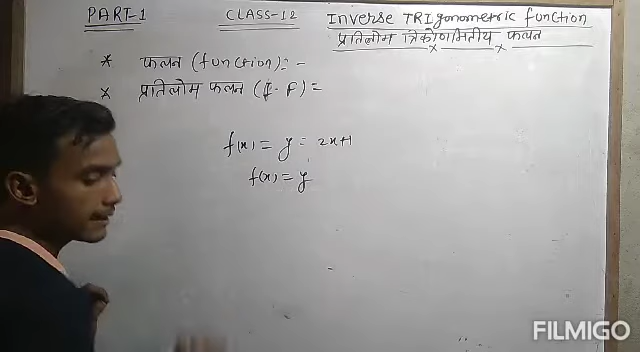 PART-1 CLASS-12 Inverse TRIgonometric function
प्रतिलोम त्रिकोणमितीय फलन
* फलन (function):-
* प्रतिलोम फलन (I.F)=
f(x) = y = 2x+1
f(x) = y
FILMIGO